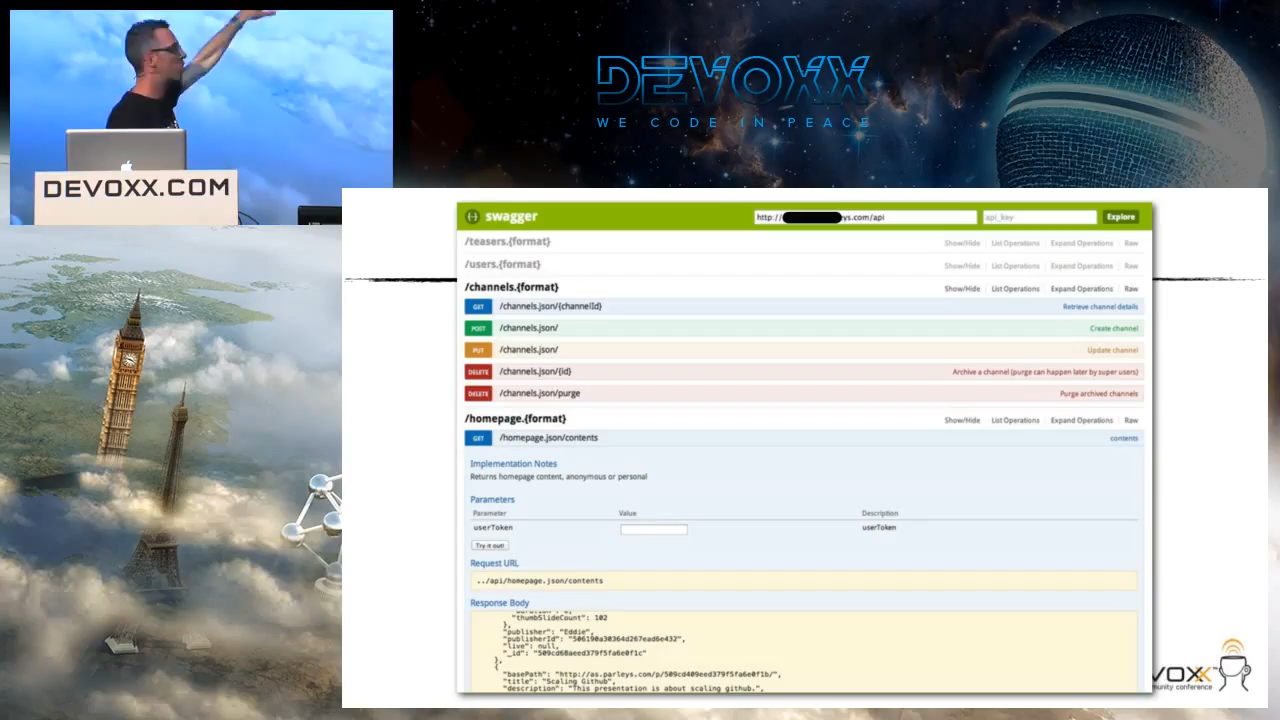 DEVOXX
WE CODE IN PEACE
DEVOXX.COM
swagger
http:// ys.com/api
api_key
Explore
/teasers.{format}
Show/Hide List Operations Expand Operations Raw
/users.{format}
Show/Hide List Operations Expand Operations Raw
/channels.{format}
Show/Hide List Operations Expand Operations Raw
GET /channels.json/{channelId} Retrieve channel details
POST /channels.json/ Create channel
PUT /channels.json/ Update channel
DELETE /channels.json/{id} Archive a channel (purge can happen later by super users)
DELETE /channels.json/purge Purge archived channels
/homepage.{format}
Show/Hide List Operations Expand Operations Raw
GET /homepage.json/contents contents
Implementation Notes
Returns homepage content, anonymous or personal
Parameters
Parameter Value Description
userToken userToken
Try it out!
Request URL
../api/homepage.json/contents
Response Body
"thumbSlideCount": 102
},
"publisher": "Eddie",
"publisherId": "506190a30364d267ead6e432",
"live": null,
"_id": "509cd68aeed379f5fa6e0f1c"
},
{
"basePath": "http://as.parleys.com/p/509cd409eed379f5fa6e0f1b/",
"title": "Scaling Github",
"description": "This presentation is about scaling github.",
VOXX
unity conference